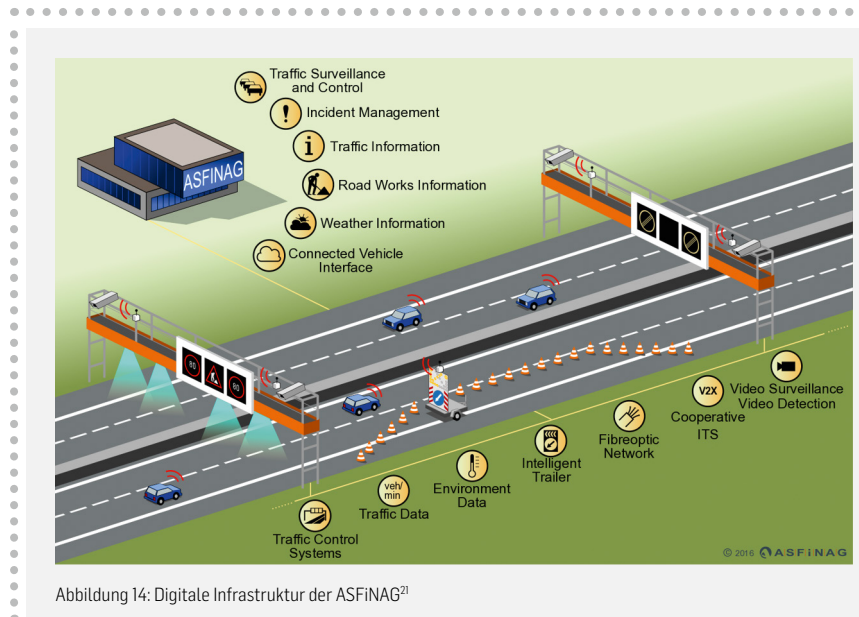 Traffic Surveillance
and Control
Incident Management
i
Traffic Information
Road Works Information
Weather Information
Connected Vehicle
Interface
ASFINAG
80
80
veh/
min
V2X
Video Surveillance
Video Detection
Cooperative
ITS
Fibreoptic
Network
Intelligent
Trailer
Environment
Data
Traffic Data
Traffic Control
Systems
© 2016 ASFiNAG
Abbildung 14: Digitale Infrastruktur der ASFiNAG21